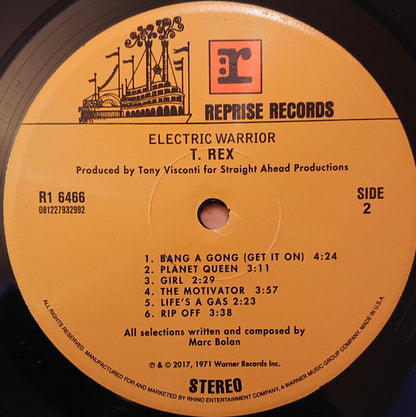 r
REPRISE RECORDS
ELECTRIC WARRIOR
T. REX
Produced by Tony Visconti for Straight Ahead Productions
R1 6466
081227932992
SIDE
2
1. BANG A GONG (GET IT ON) 4:24
2. PLANET QUEEN 3:11
3. GIRL 2:29
4. THE MOTIVATOR 3:57
5. LIFE'S A GAS 2:23
6. RIP OFF 3:38
All selections written and composed by
Marc Bolan
℗ & © 2017, 1971 Warner Records Inc.
STEREO
ALL RIGHTS RESERVED. MANUFACTURED FOR AND MARKETED BY RHINO ENTERTAINMENT COMPANY, A WARNER MUSIC GROUP COMPANY. MADE IN U.S.A.